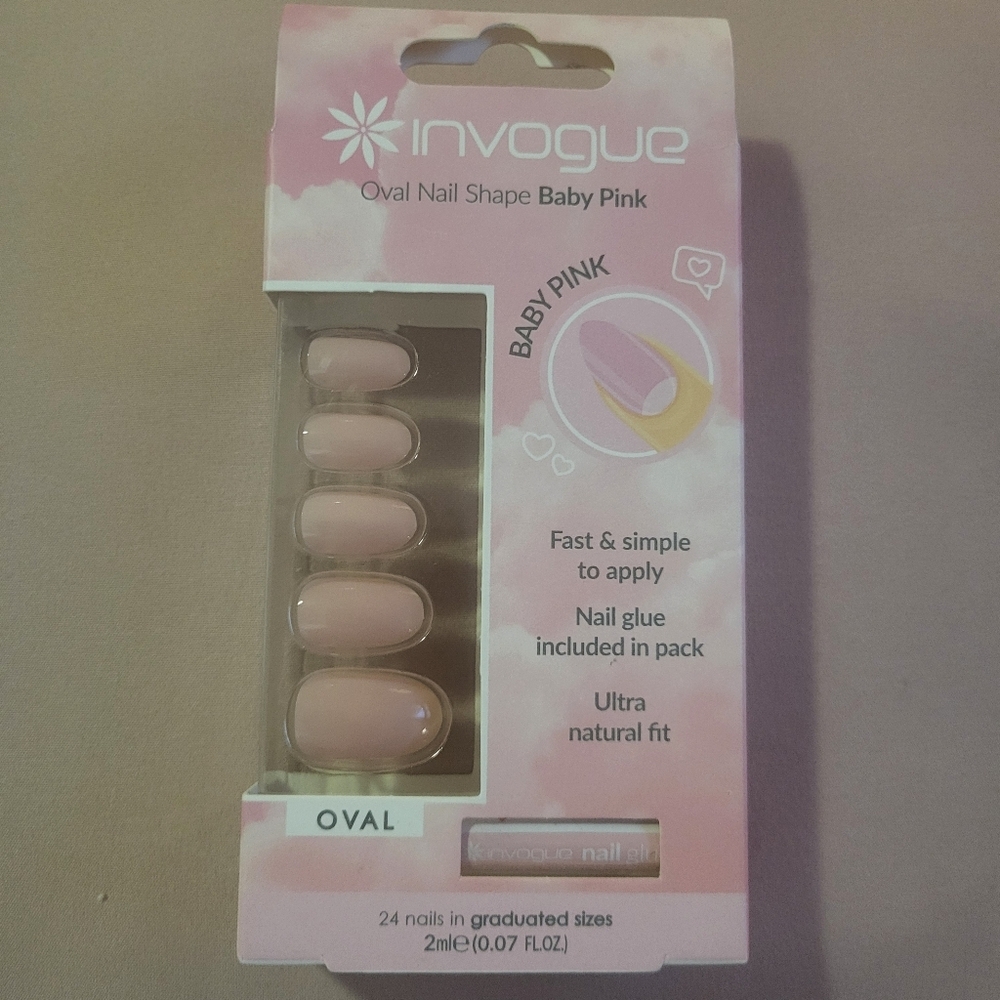 invogue
Oval Nail Shape Baby Pink
BABY PINK
Fast & simple
to apply
Nail glue
included in pack
Ultra
natural fit
OVAL
invogue nail
24 nails in graduated sizes
2ml℮(0.07 FL.OZ.)